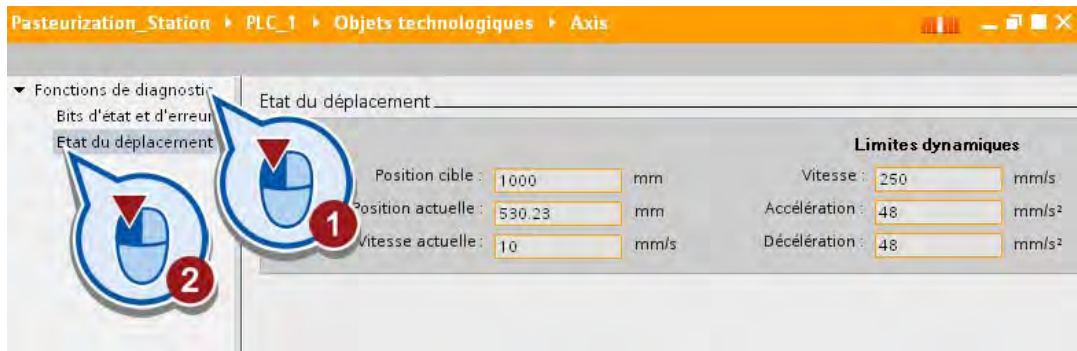 Pasteurization_Station ▸ PLC_1 ▸ Objets technologiques ▸ Axis
Fonctions de diagnostic
Bits d'état et d'erreur
Etat du déplacement
Etat du déplacement
Limites dynamiques
Position cible : 1000 mm Vitesse : 250 mm/s
Position actuelle : 530.23 mm Accélération : 48 mm/s²
Vitesse actuelle : 10 mm/s Décélération : 48 mm/s²
1
2